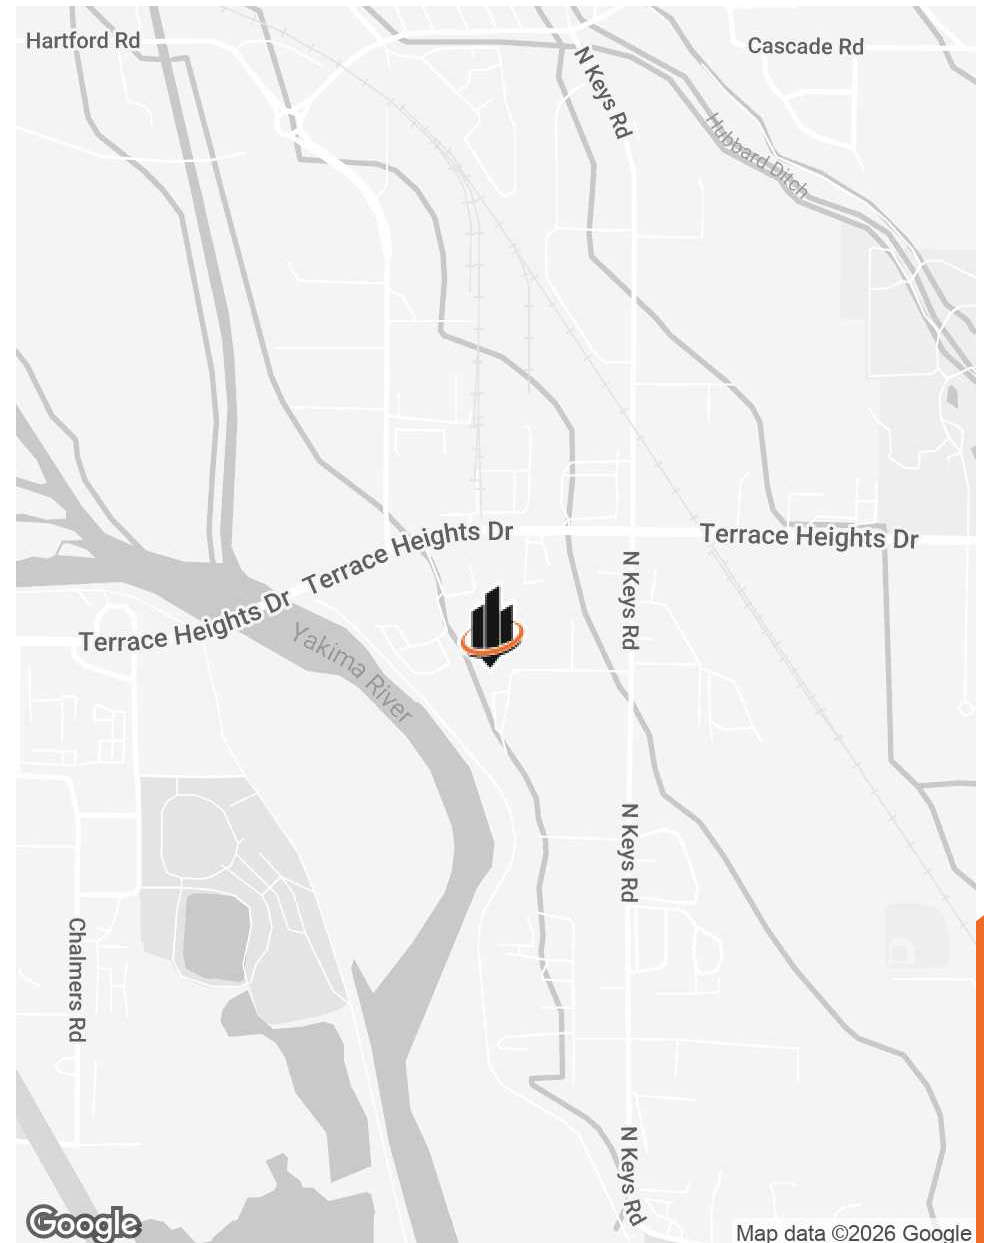 Hartford Rd
N Keys Rd
Cascade Rd
Hubbard Ditch
Terrace Heights Dr
Terrace Heights Dr
Terrace Heights Dr
N Keys Rd
Yakima River
N Keys Rd
Chalmers Rd
N Keys Rd
Google
Map data ©2026 Google